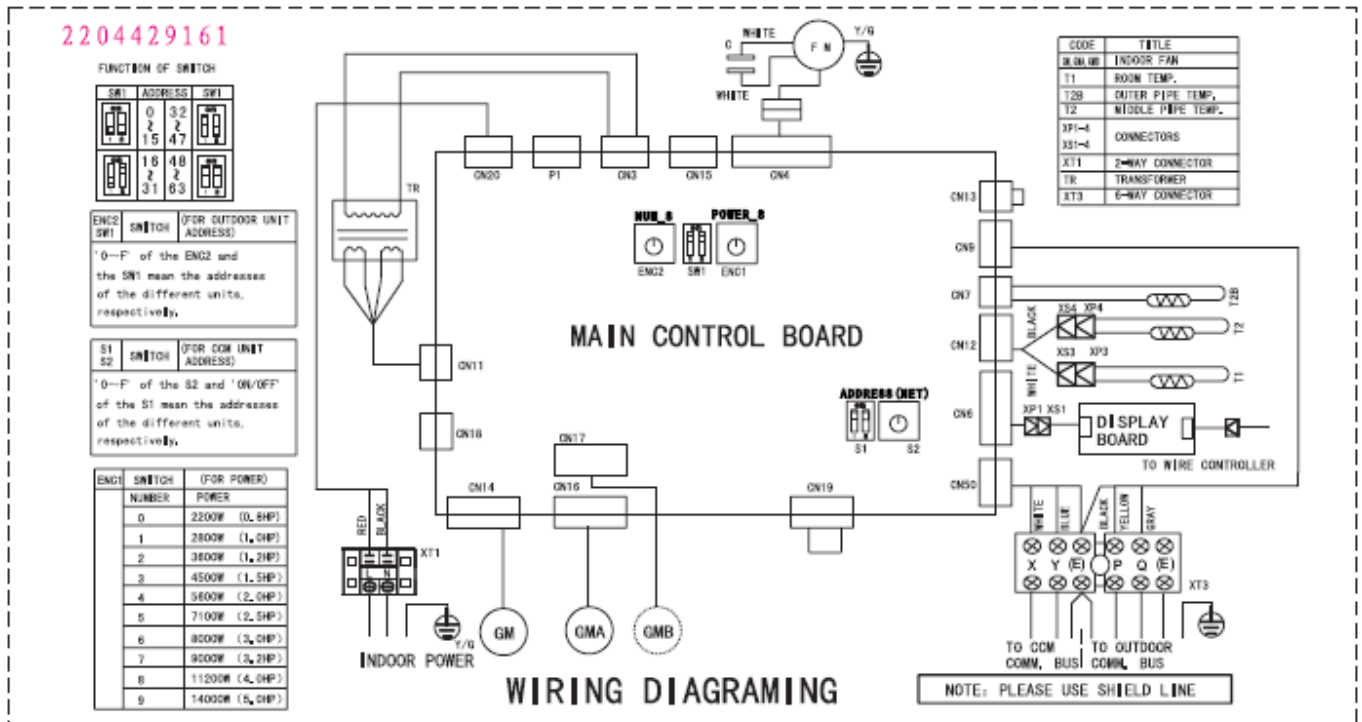 2204429161
FUNCTION OF SWITCH
SW1 ADDRESS SW1
0 ~ 15 32 ~ 47
16 ~ 31 48 ~ 63
ENC2 SW1 SWITCH (FOR OUTDOOR UNIT ADDRESS)
'0~F' of the ENC2 and
the SW1 mean the addresses
of the different units,
respectively.
S1 S2 SWITCH (FOR CCM UNIT ADDRESS)
'0~F' of the S2 and 'ON/OFF'
of the S1 mean the addresses
of the different units,
respectively.
ENC1 SWITCH (FOR POWER)
NUMBER POWER
0 2200W (0.8HP)
1 2800W (1.0HP)
2 3600W (1.2HP)
3 4500W (1.5HP)
4 5600W (2.0HP)
5 7100W (2.5HP)
6 8000W (3.0HP)
7 9000W (3.2HP)
8 11200W (4.0HP)
9 14000W (5.0HP)
C
WHITE
WHITE
FM
Y/G
TR
CN20
P1
CN3
CN15
CN4
CN13
CN9
CN7
CN12
CN6
CN50
NUM_S
POWER_S
ENC2
SW1
ENC1
MAIN CONTROL BOARD
ADDRESS(NET)
S1
S2
CN11
CN18
CN17
CN14
CN16
CN19
RED
BLACK
XT1
L N
Y/G
INDOOR POWER
GM
GMA
GMB
WIRING DIAGRAMING
CODE TITLE
INDOOR FAN
T1 ROOM TEMP.
T2B OUTER PIPE TEMP.
T2 MIDDLE PIPE TEMP.
XP1-4
XS1-4 CONNECTORS
XT1 2-WAY CONNECTOR
TR TRANSFORMER
XT3 6-WAY CONNECTOR
T2B
BLACK
XS4 XP4
T2
WHITE
XS3 XP3
T1
XP1 XS1
DISPLAY
BOARD
TO WIRE CONTROLLER
WHITE
BLUE
BLACK
YELLOW
GRAY
X Y (E) P Q (E)
XT3
TO CCM
COMM. BUS
TO OUTDOOR
COMM. BUS
NOTE: PLEASE USE SHIELD LINE